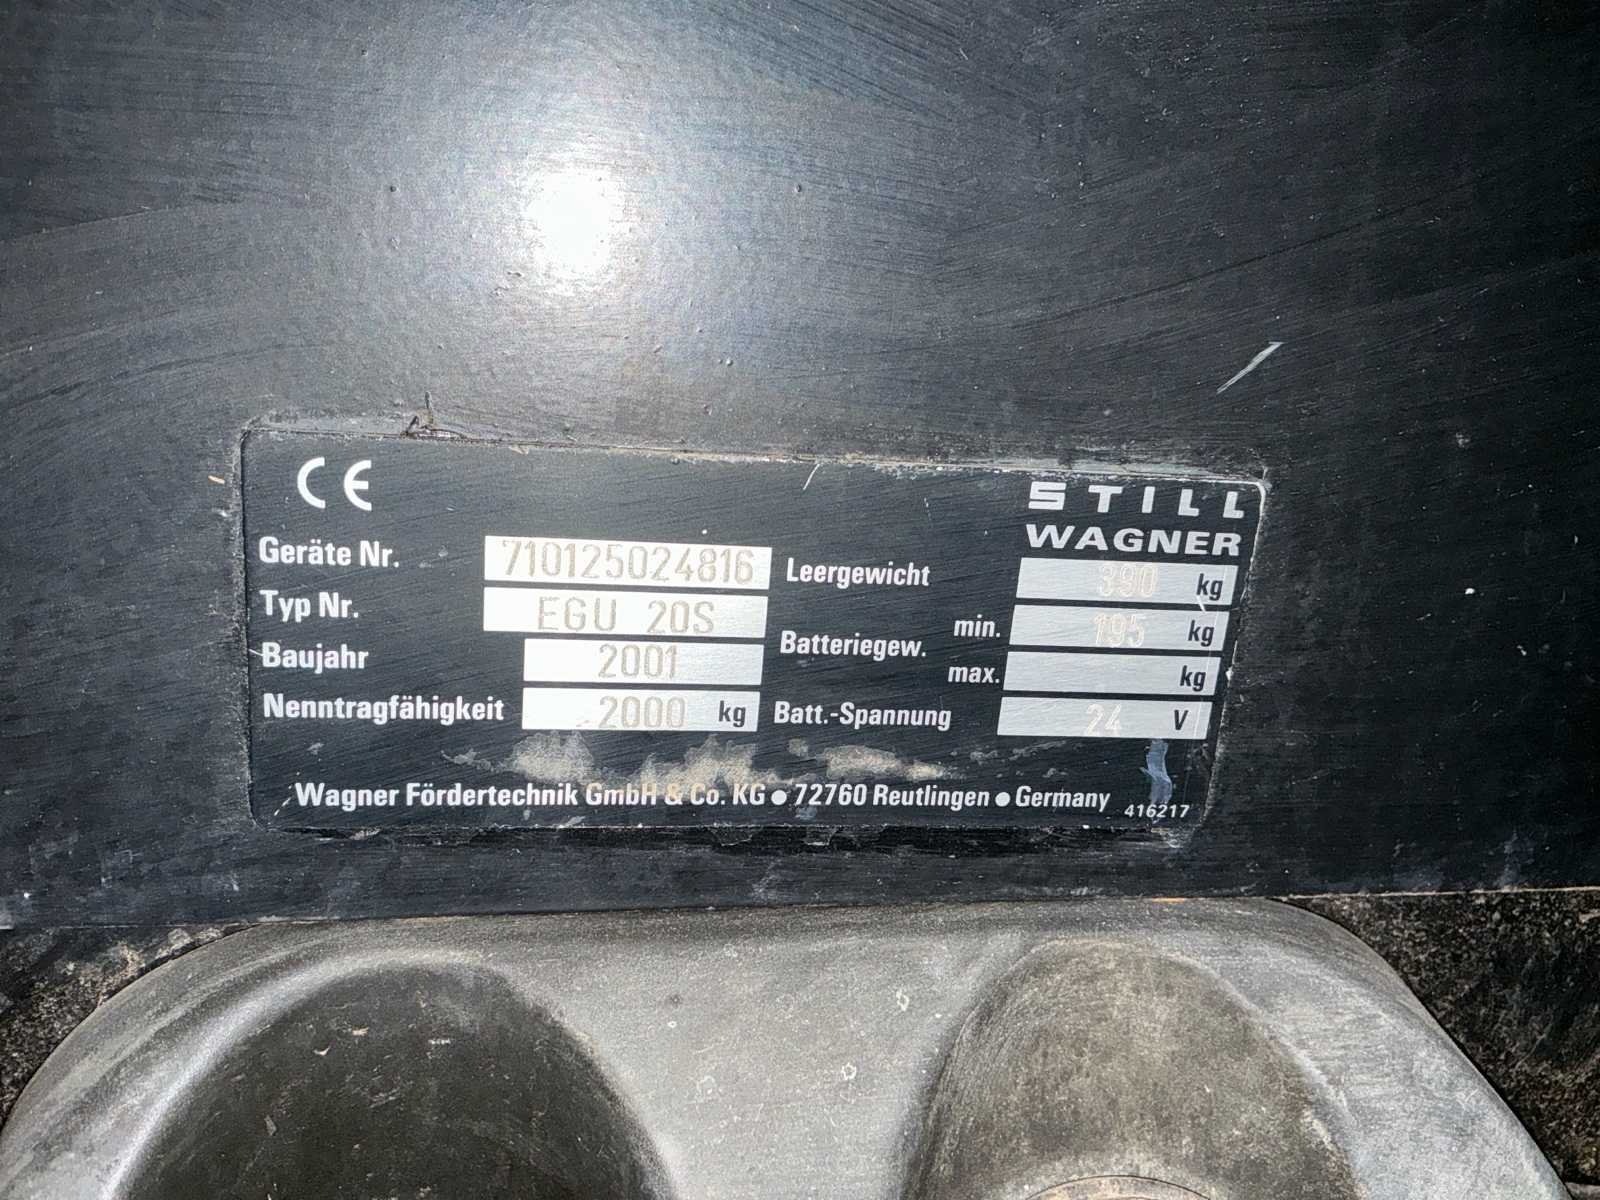 CE
STILL
WAGNER
Geräte Nr. 710125024816
Leergewicht 390 kg
Typ Nr. EGU 20S
Batteriegew. min. 195 kg
max. kg
Baujahr 2001
Nenntragfähigkeit 2000 kg
Batt.-Spannung 24 V
Wagner Fördertechnik GmbH & Co. KG ● 72760 Reutlingen ● Germany 416217